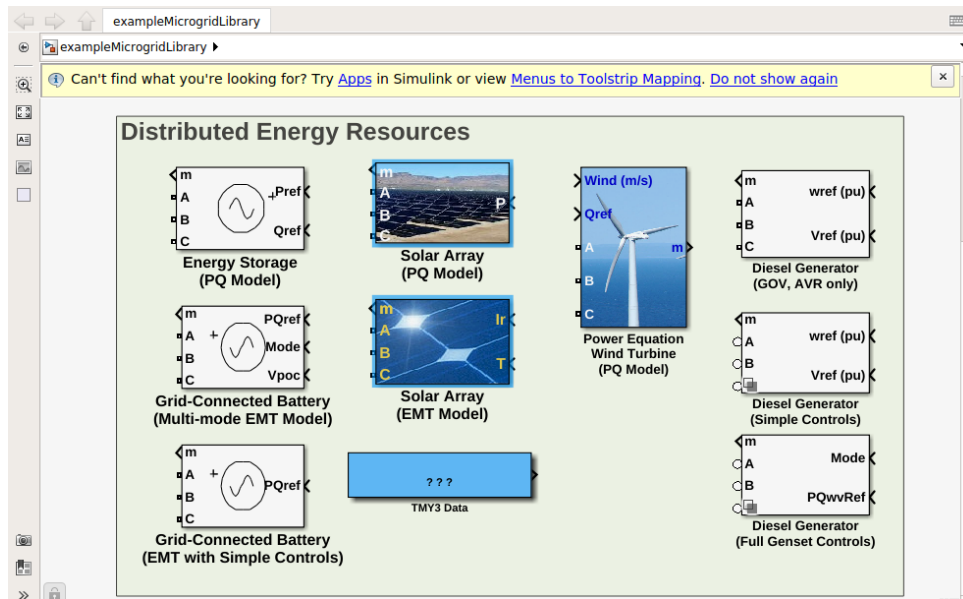 exampleMicrogridLibrary
exampleMicrogridLibrary
Can't find what you're looking for? Try Apps in Simulink or view Menus to Toolstrip Mapping. Do not show again
Distributed Energy Resources
m
A
B
C
Pref
Qref
Energy Storage
(PQ Model)
m
A
B
C
P
Solar Array
(PQ Model)
Wind (m/s)
Qref
A
B
C
m
Power Equation
Wind Turbine
(PQ Model)
m
A
B
C
wref (pu)
Vref (pu)
Diesel Generator
(GOV, AVR only)
m
A
B
C
PQref
Mode
Vpoc
Grid-Connected Battery
(Multi-mode EMT Model)
m
A
B
C
Ir
T
Solar Array
(EMT Model)
m
A
B
wref (pu)
Vref (pu)
Diesel Generator
(Simple Controls)
m
A
B
C
PQref
Grid-Connected Battery
(EMT with Simple Controls)
? ? ?
TMY3 Data
m
A
B
Mode
PQwvRef
Diesel Generator
(Full Genset Controls)